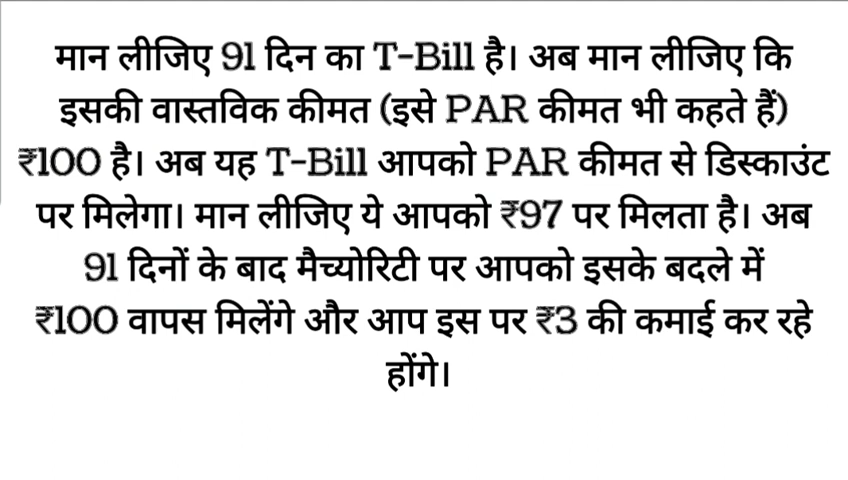 मान लीजिए 91 दिन का T-Bill है। अब मान लीजिए कि
इसकी वास्तविक कीमत (इसे PAR कीमत भी कहते हैं)
₹100 है। अब यह T-Bill आपको PAR कीमत से डिस्काउंट
पर मिलेगा। मान लीजिए ये आपको ₹97 पर मिलता है। अब
91 दिनों के बाद मैच्योरिटी पर आपको इसके बदले में
₹100 वापस मिलेंगे और आप इस पर ₹3 की कमाई कर रहे
होंगे।